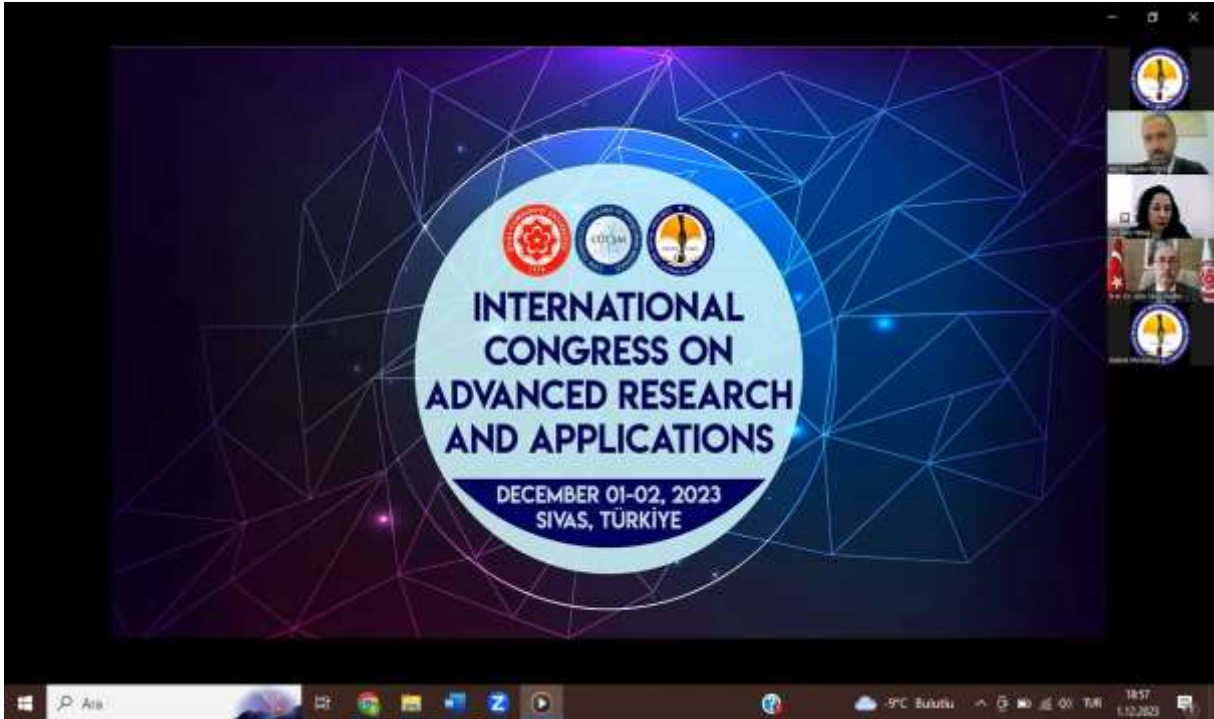 INTERNATIONAL
CONGRESS ON
ADVANCED RESEARCH
AND APPLICATIONS
DECEMBER 01-02, 2023
SIVAS, TÜRKİYE
Ara
-9°C Bulutlu
TUR
18:57
1.12.2023